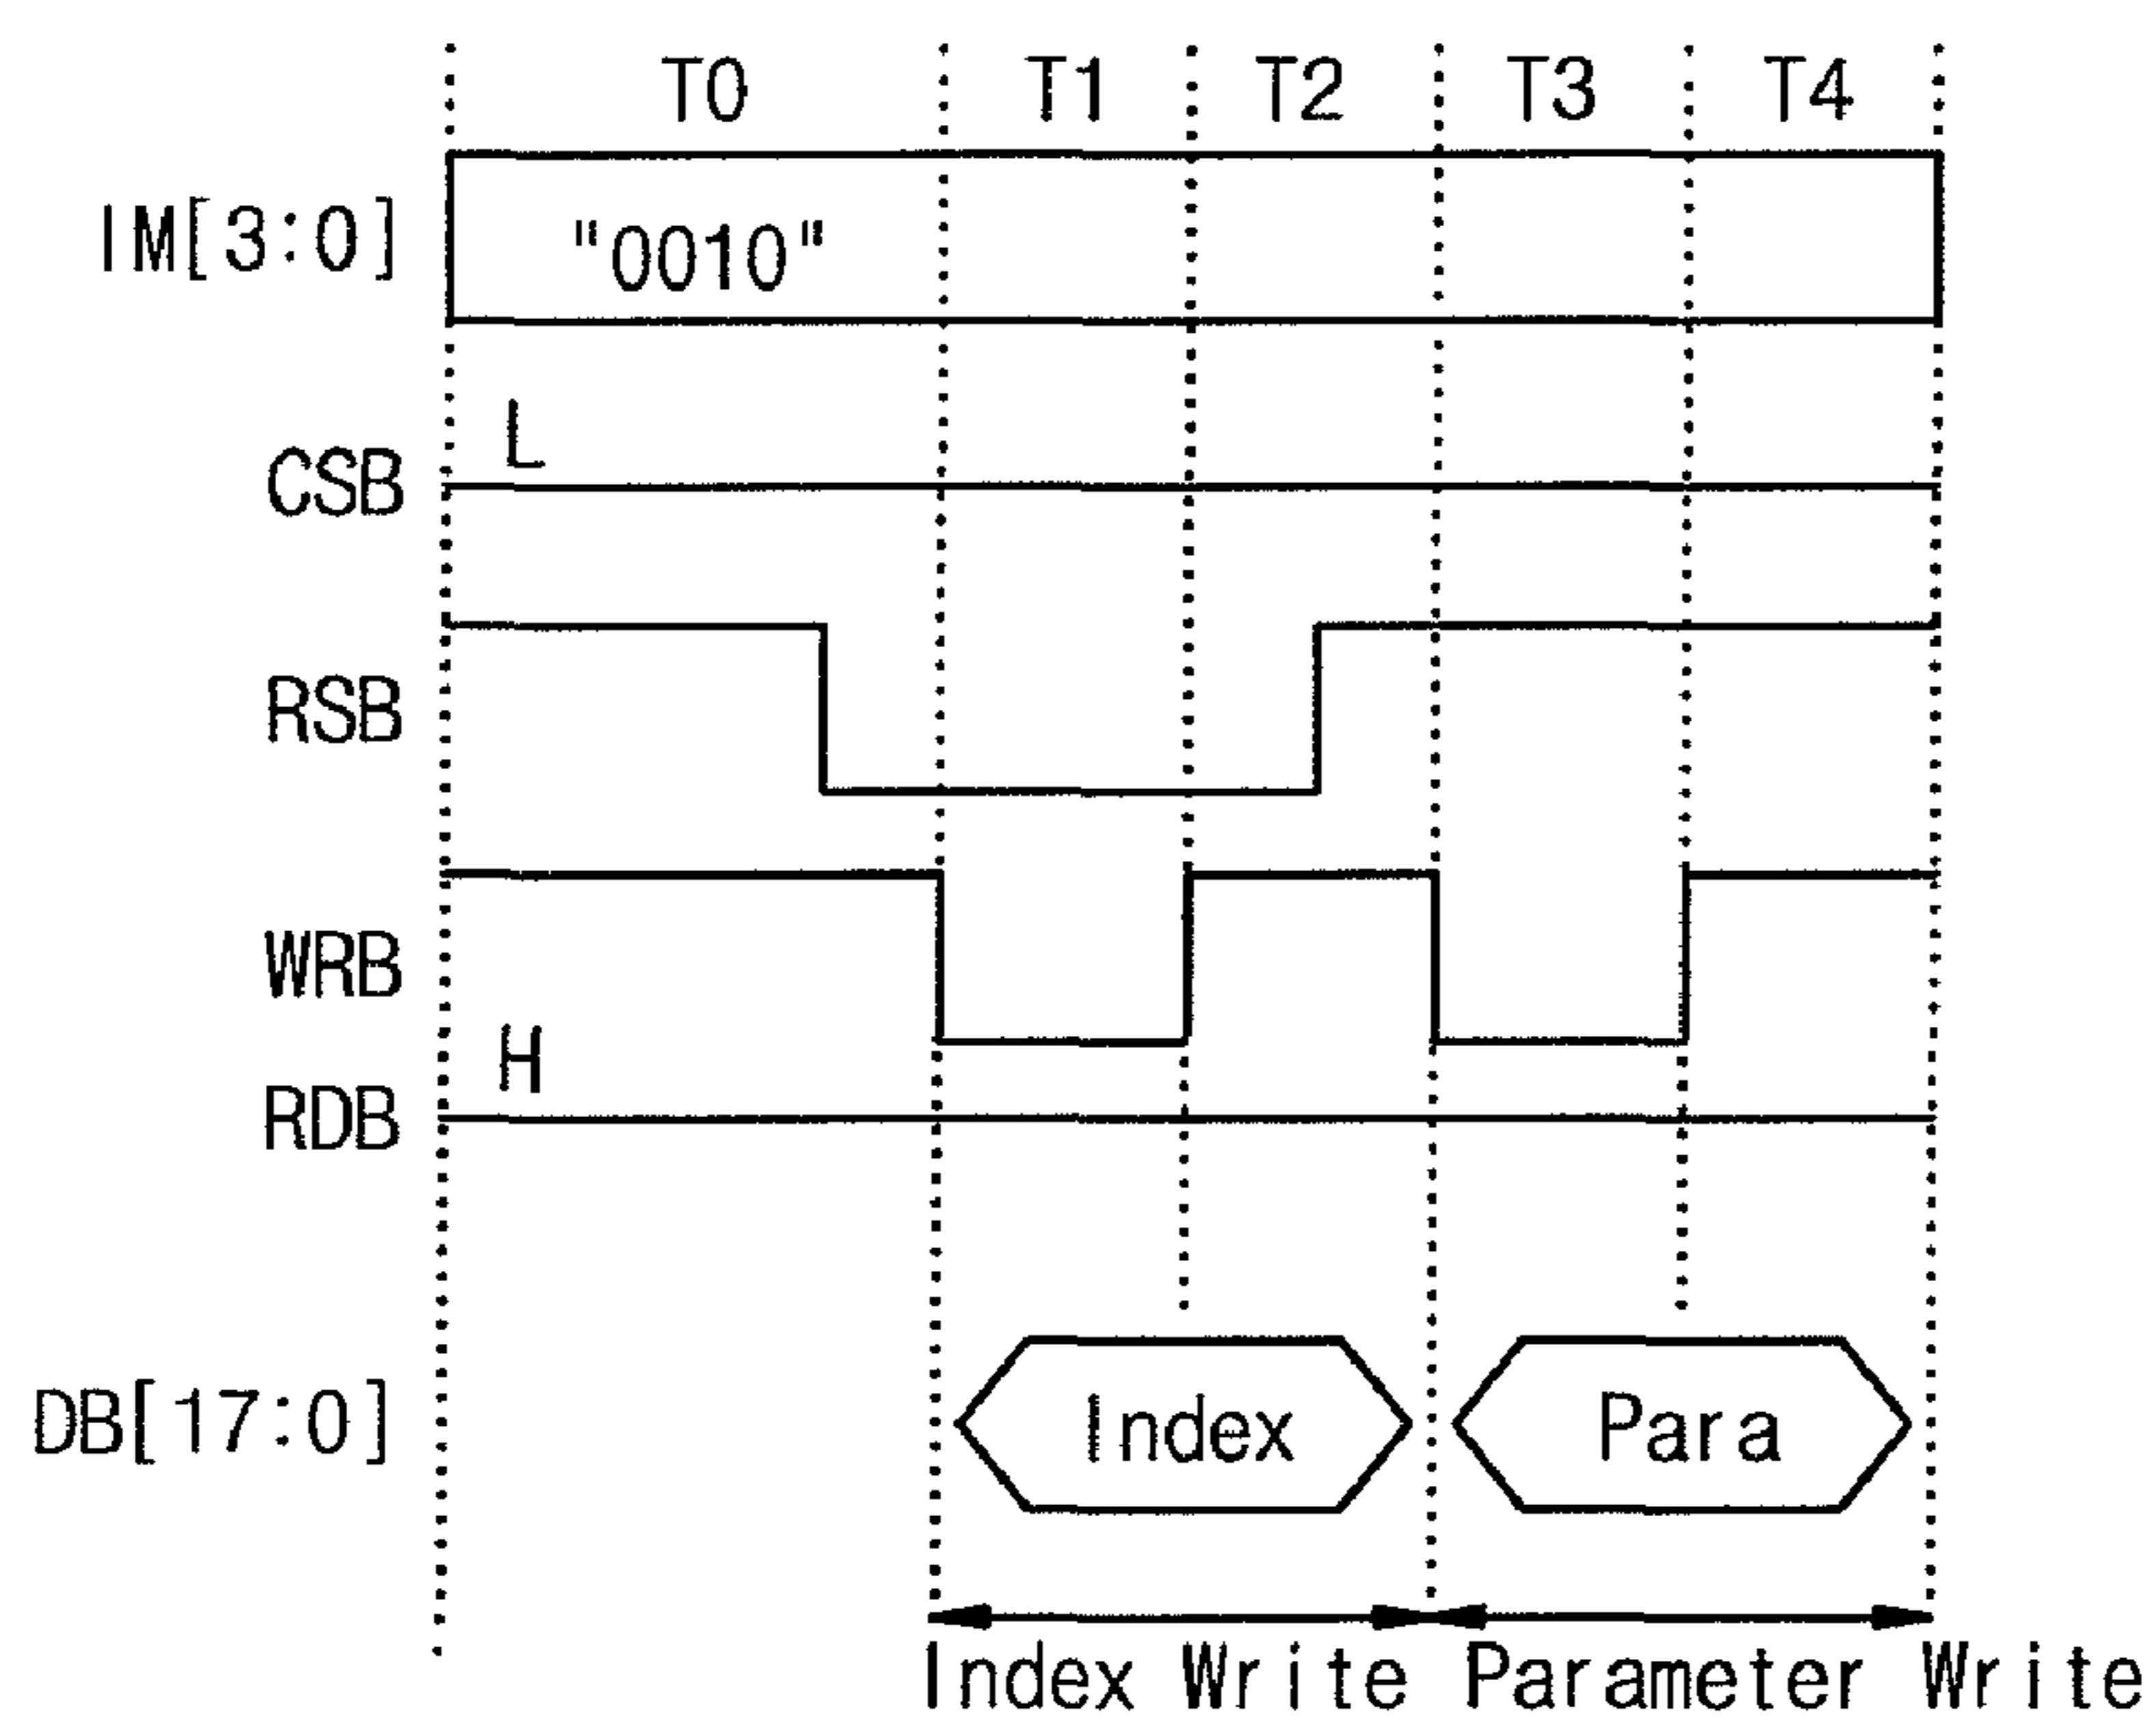 T0 T1 T2 T3 T4
IM[3:0] "0010"
L
CSB
RSB
WRB
H
RDB
DB[17:0] Index Para
Index Write Parameter Write